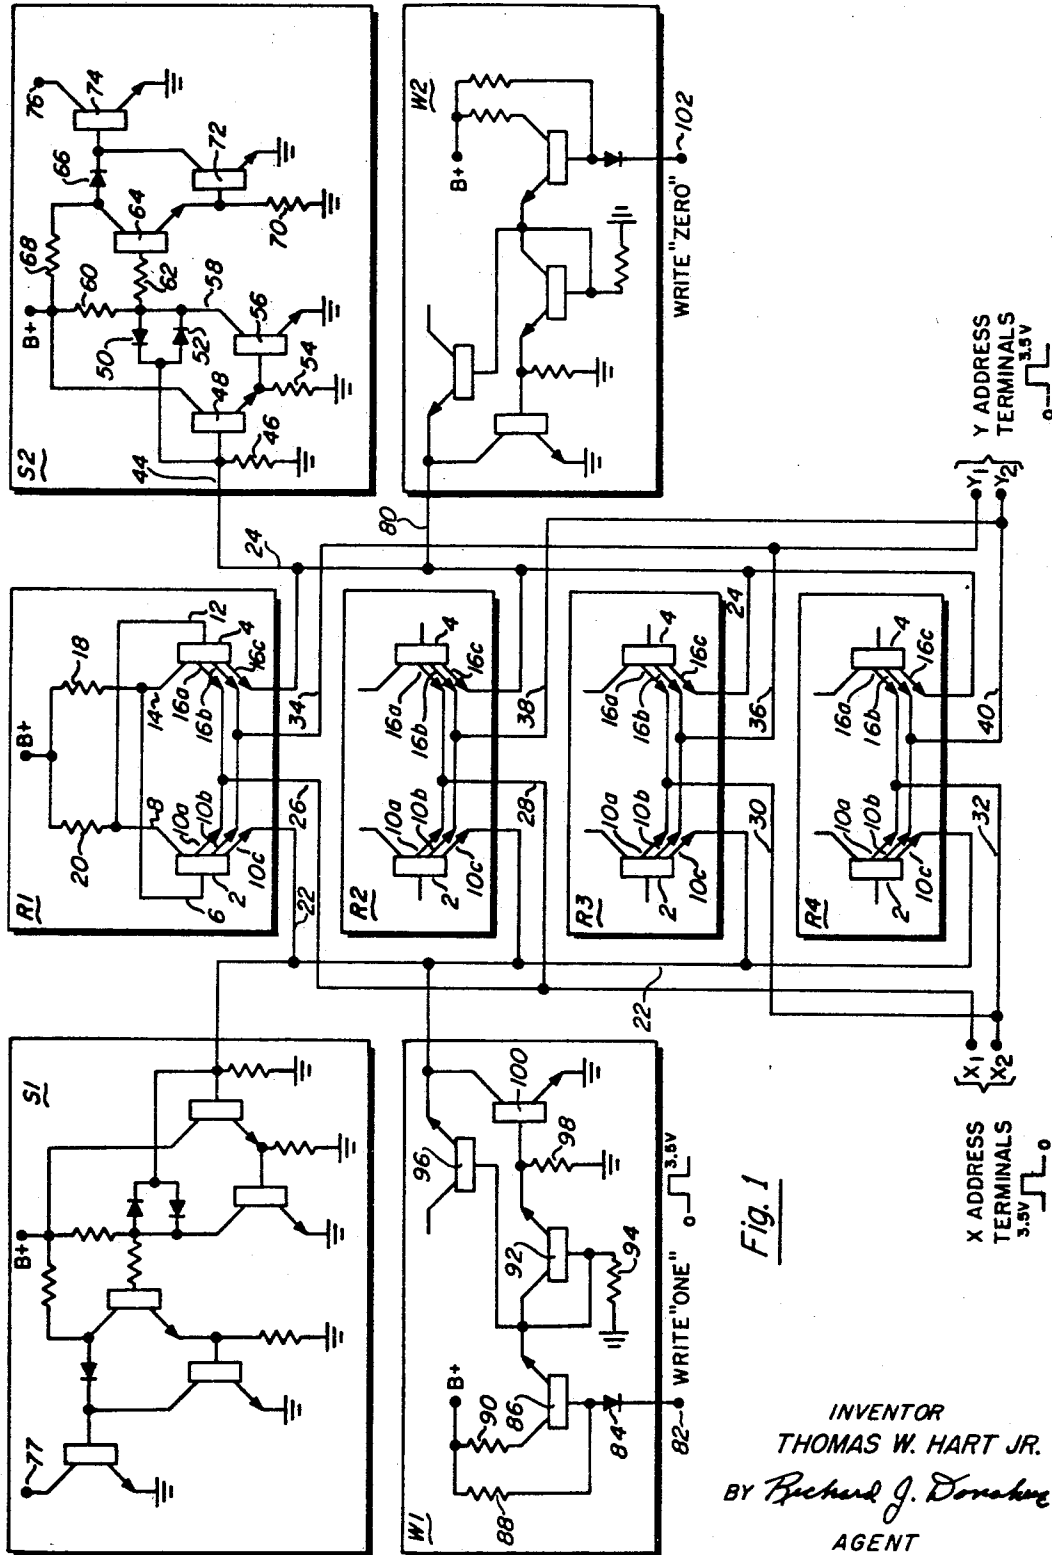 S1
B+
77
R1
B+
20
18
8
14
12
6
2
4
10a
10b
10c
16a
16b
16c
22
26
34
24
S2
B+
76
74
66
72
68
64
60
62
70
50
52
58
56
48
54
46
44
W1
B+
90
88
86
84
82
WRITE "ONE"
0
3.5V
92
94
96
98
100
R2
10a
10b
10c
2
4
16a
16b
16c
28
38
80
W2
B+
102
WRITE "ZERO"
R3
10a
10b
10c
2
4
16a
16b
16c
30
36
24
22
R4
10a
10b
10c
2
4
16a
16b
16c
32
40
X ADDRESS
TERMINALS
3.5V
0
X1
X2
Y1
Y2
Y ADDRESS
TERMINALS
0
3.5V
Fig. 1
INVENTOR
THOMAS W. HART JR.
BY Richard J. Donahue
AGENT